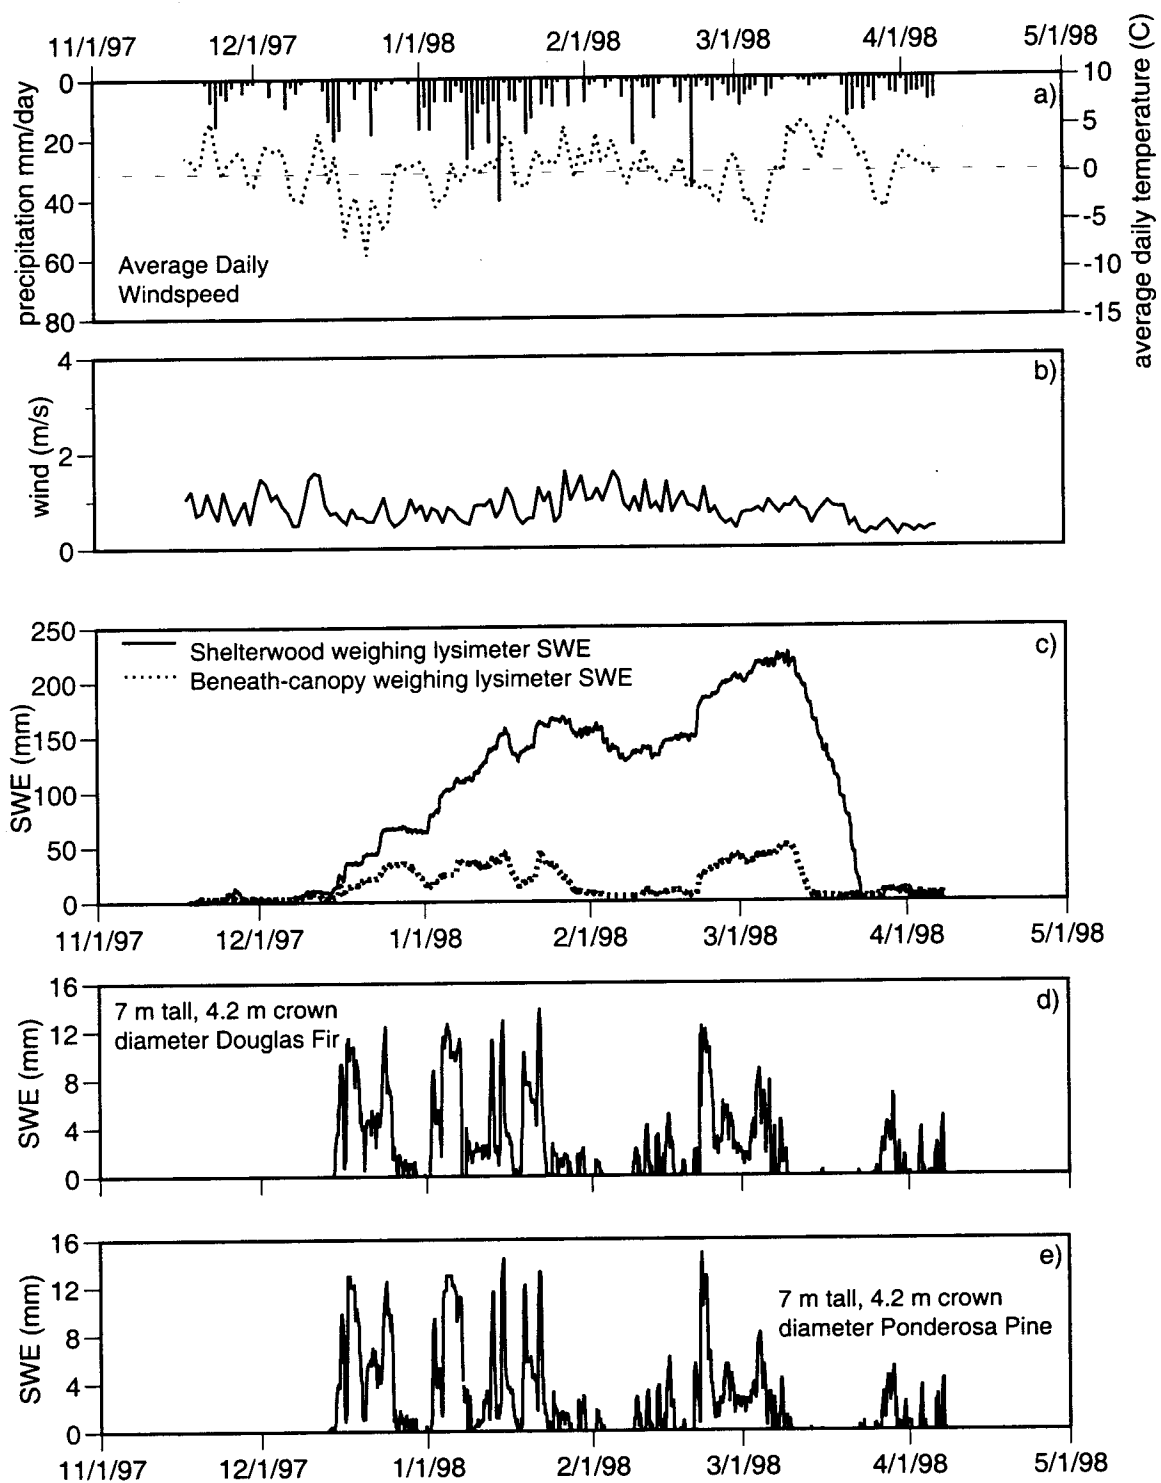 11/1/97 12/1/97 1/1/98 2/1/98 3/1/98 4/1/98 5/1/98
a)
precipitation mm/day
0
20
40
60
80
average daily temperature (C)
10
5
0
-5
-10
-15
Average Daily
Windspeed
b)
wind (m/s)
4
2
0
c)
SWE (mm)
250
200
150
100
50
0
Shelterwood weighing lysimeter SWE
Beneath-canopy weighing lysimeter SWE
11/1/97 12/1/97 1/1/98 2/1/98 3/1/98 4/1/98 5/1/98
d)
SWE (mm)
16
12
8
4
0
7 m tall, 4.2 m crown
diameter Douglas Fir
e)
SWE (mm)
16
12
8
4
0
7 m tall, 4.2 m crown
diameter Ponderosa Pine
11/1/97 12/1/97 1/1/98 2/1/98 3/1/98 4/1/98 5/1/98